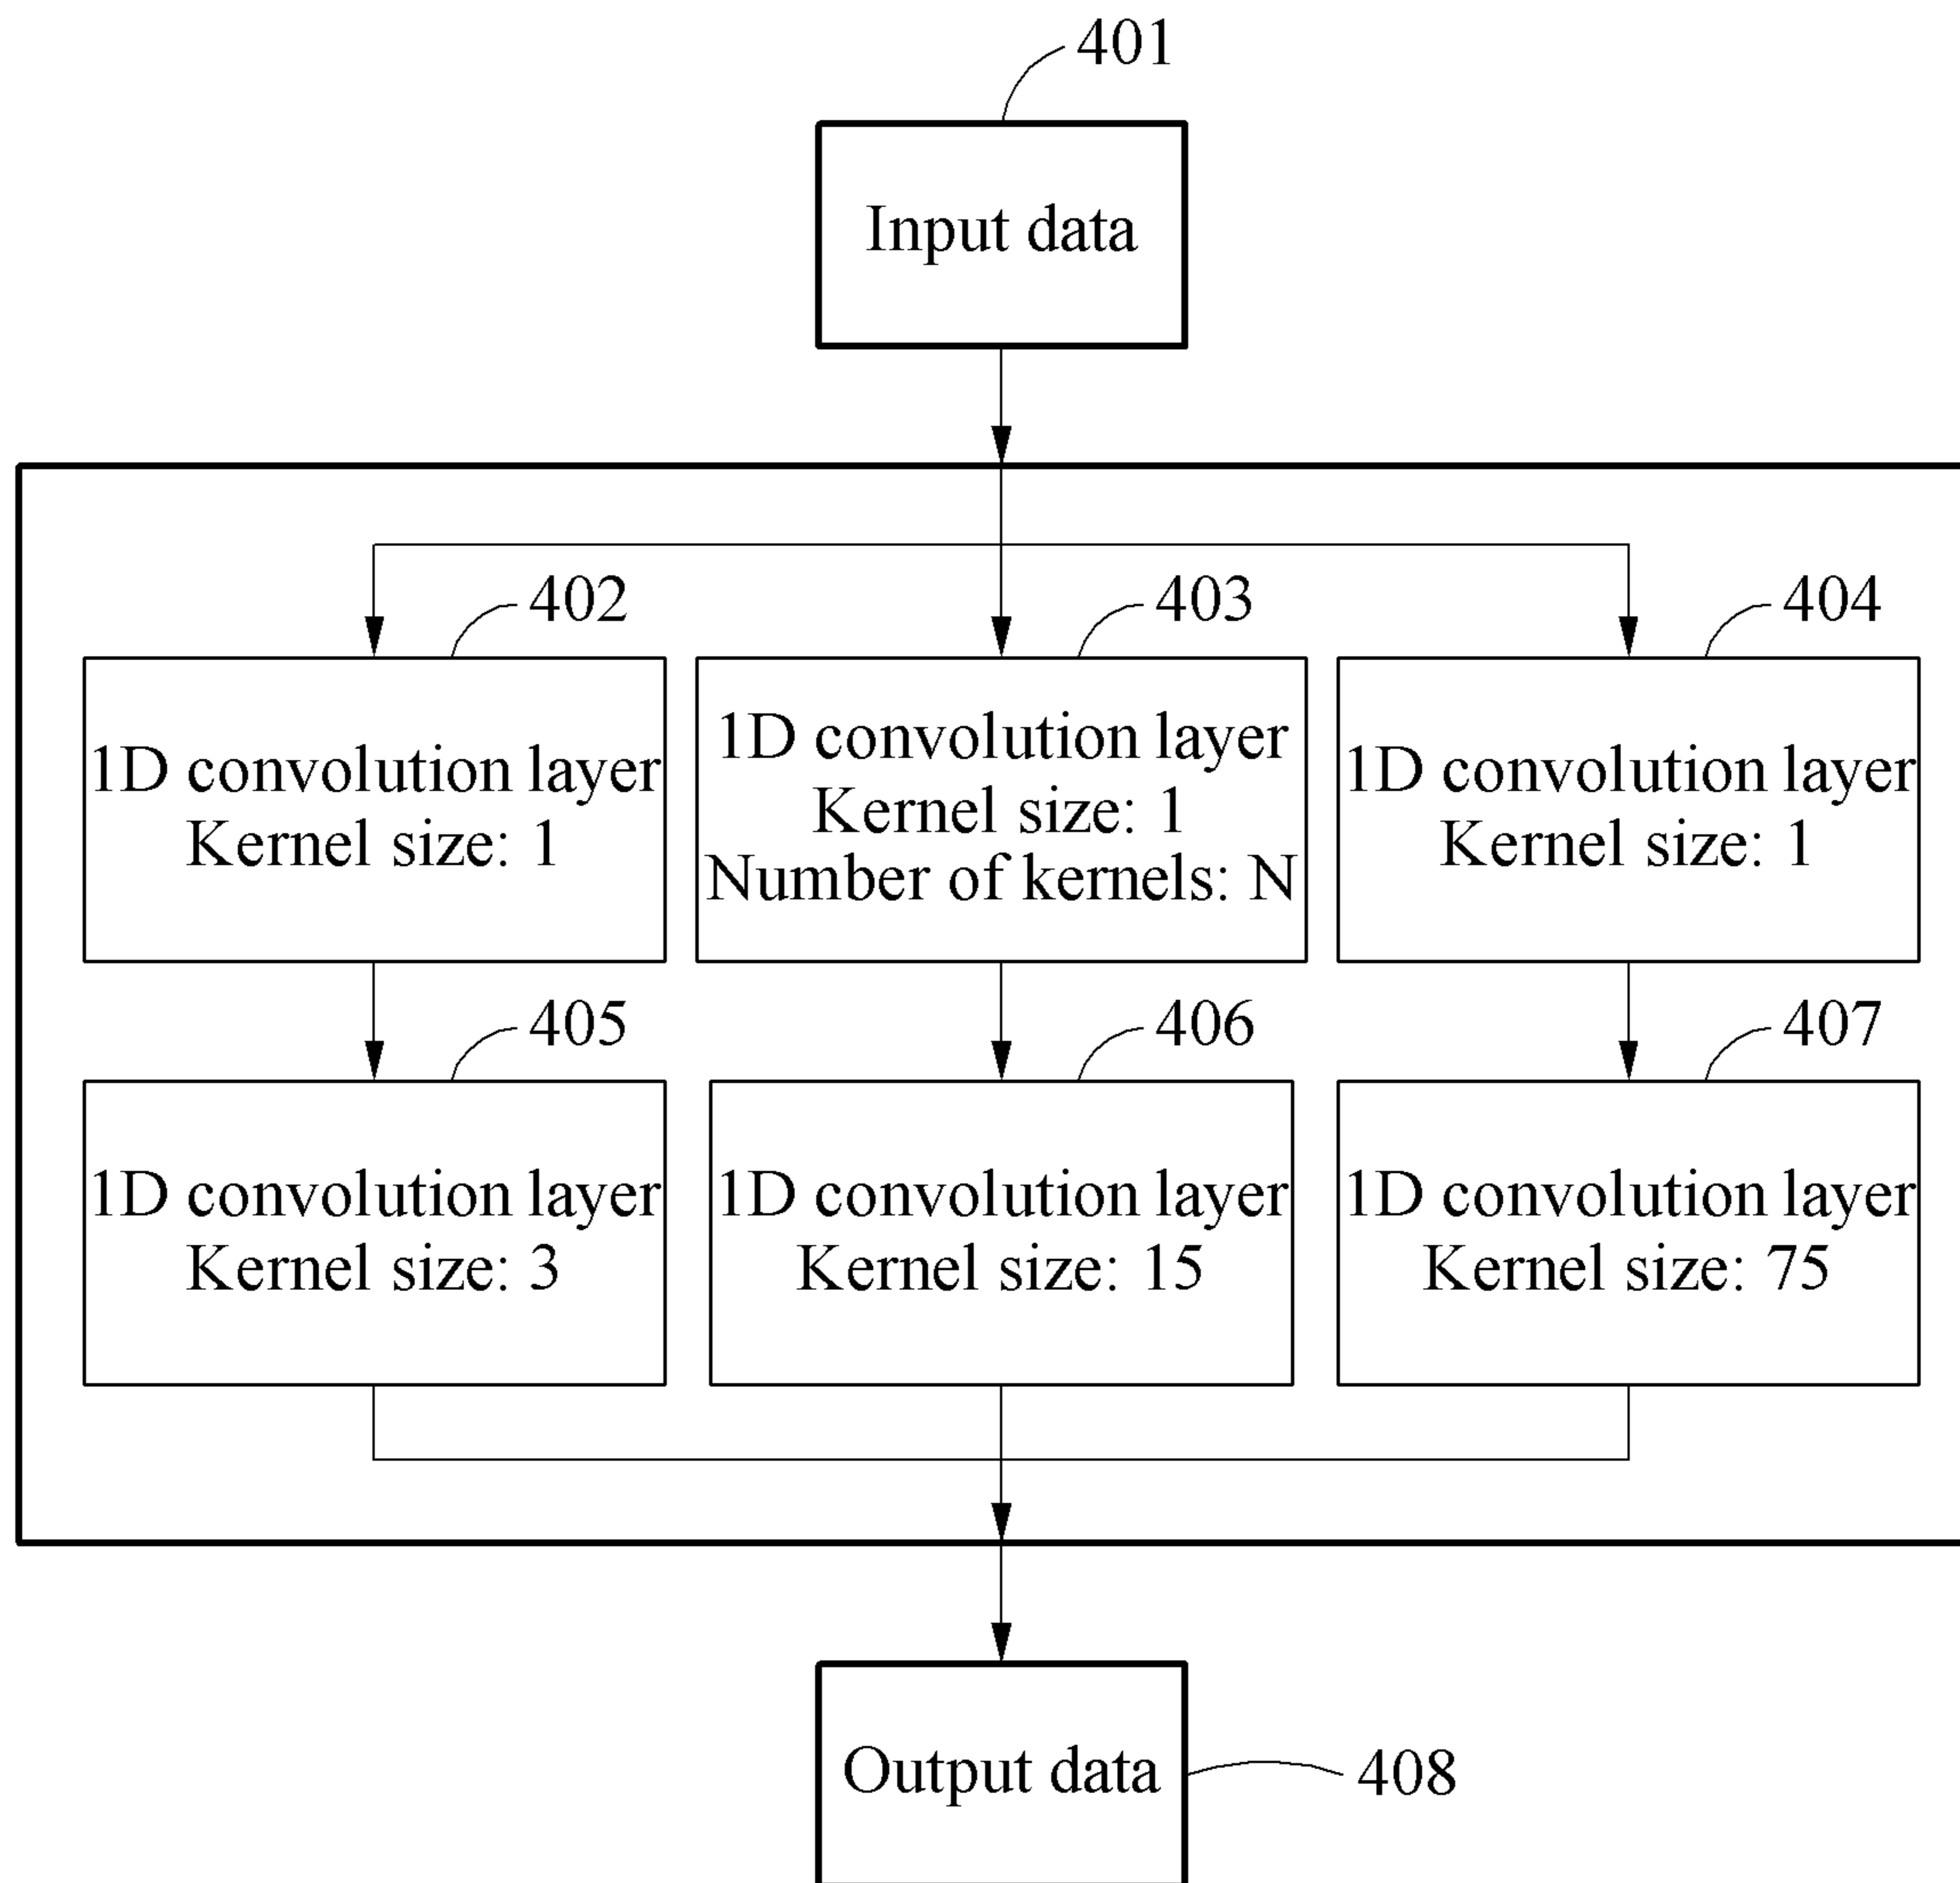 401
Input data
402
403
404
1D convolution layer
Kernel size: 1
1D convolution layer
Kernel size: 1
Number of kernels: N
1D convolution layer
Kernel size: 1
405
406
407
1D convolution layer
Kernel size: 3
1D convolution layer
Kernel size: 15
1D convolution layer
Kernel size: 75
Output data
408